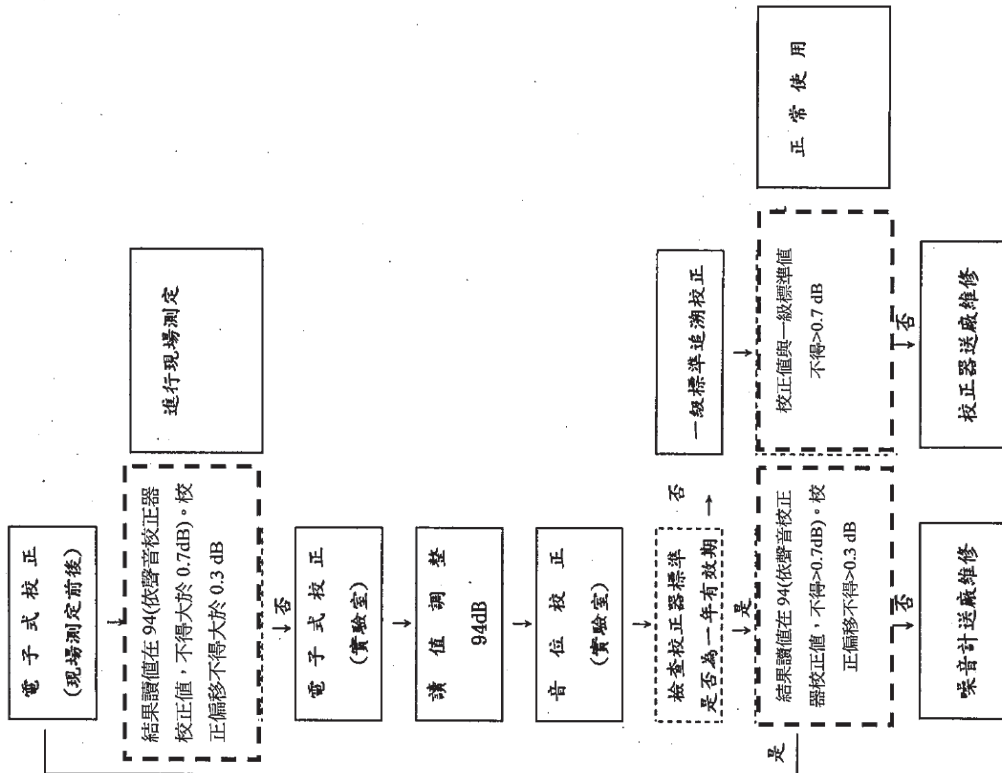 電子式校正
(現場測定前後)
↓
結果讀值在 94(依聲音校正器
校正值，不得大於 0.7dB)。校
正偏移不得大於 0.3 dB
進行現場測定
↓ 否
電子式校正
(實驗室)
↓
讀值調整
94dB
↓
音位校正
(實驗室)
↓
檢查校正器標準
是否為一年有效期
否
→
一級標準追溯校正
↓ 是
↓
是
結果讀值在 94(依聲音校正
器校正值，不得>0.7dB)。校
正偏移不得>0.3 dB
校正值與一級標準值
不得>0.7 dB
正常使用
↓ 否
↓ 否
噪音計送廠維修
校正器送廠維修